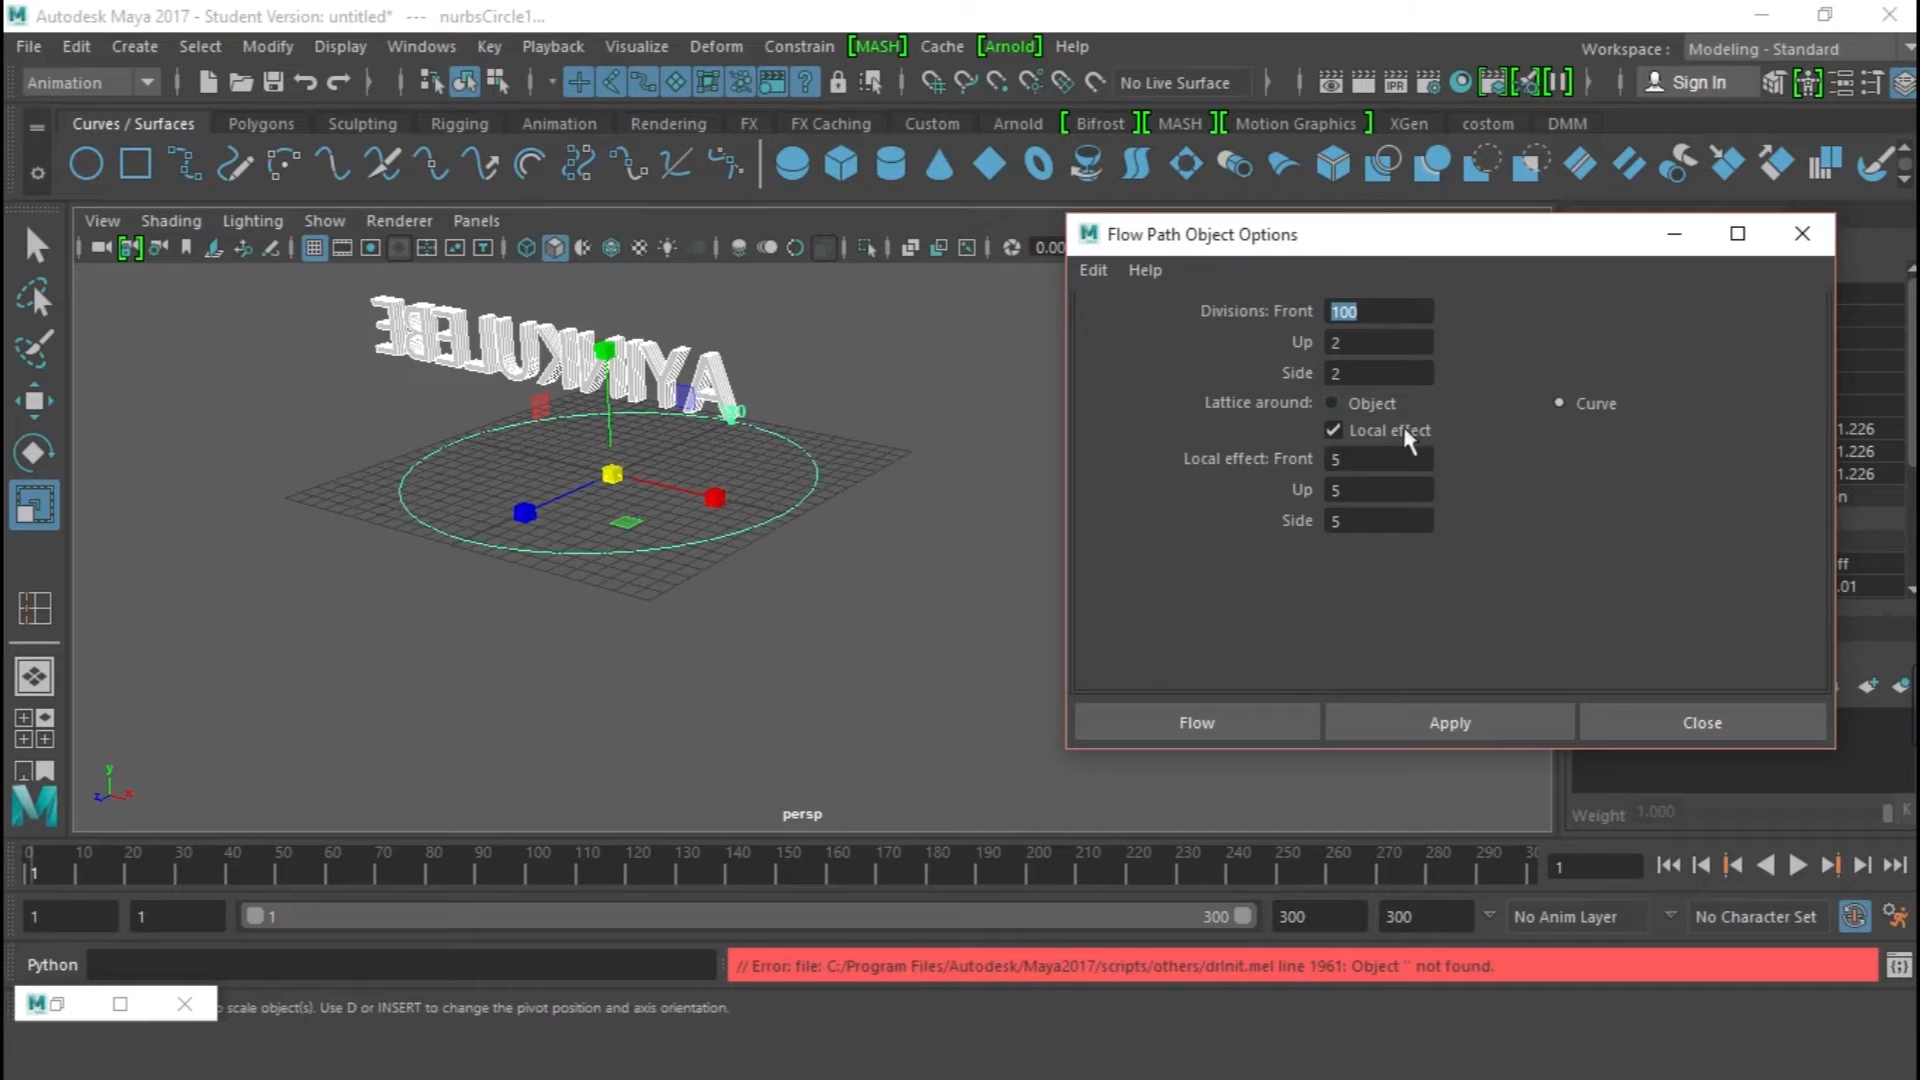 Autodesk Maya 2017 - Student Version: untitled* --- nurbsCircle1...
File Edit Create Select Modify Display Windows Key Playback Visualize Deform Constrain [MASH] Cache [Arnold] Help Workspace : Modeling - Standard
Animation No Live Surface IPR Sign In
Curves / Surfaces Polygons Sculpting Rigging Animation Rendering FX FX Caching Custom Arnold [ Bifrost ][ MASH ][ Motion Graphics ] XGen costom DMM
View Shading Lighting Show Renderer Panels
0.00
Flow Path Object Options
Edit Help
Divisions: Front 100
Up 2
Side 2
Lattice around: Object Curve
Local effect
Local effect: Front 5
Up 5
Side 5
Flow Apply Close
1.226
1.226
1.226
n
ff
.01
AYIMKULEBE
y
z x
persp
Weight 1.000 K
0 10 20 30 40 50 60 70 80 90 100 110 120 130 140 150 160 170 180 190 200 210 220 230 240 250 260 270 280 290 30
1 1
1 1 1 300 300 300 No Anim Layer No Character Set
Python // Error: file: C:/Program Files/Autodesk/Maya2017/scripts/others/drInit.mel line 1961: Object '' not found.
o scale object(s). Use D or INSERT to change the pivot position and axis orientation.